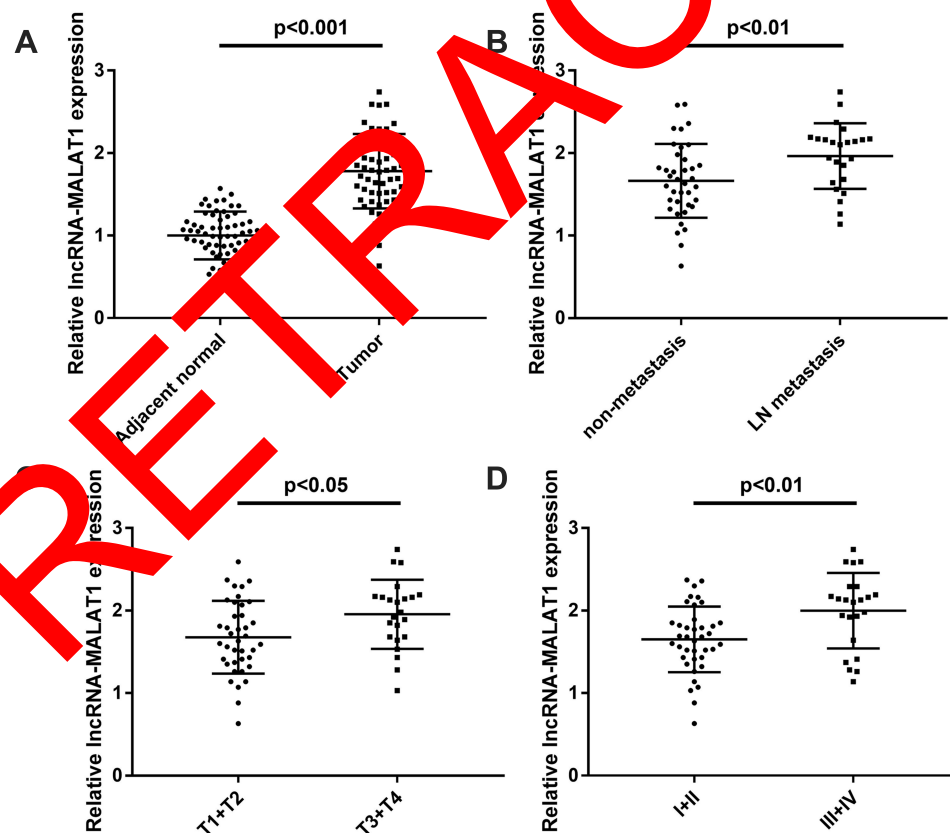 A
p<0.001
Relative lncRNA-MALAT1 expression
3
2
1
0
Adjacent normal
Tumor
B
p<0.01
Relative lncRNA-MALAT1 expression
3
2
1
0
non-metastasis
LN metastasis
p<0.05
Relative lncRNA-MALAT1 expression
3
2
1
0
T1+T2
T3+T4
D
p<0.01
Relative lncRNA-MALAT1 expression
3
2
1
0
I+II
III+IV
RETRAC